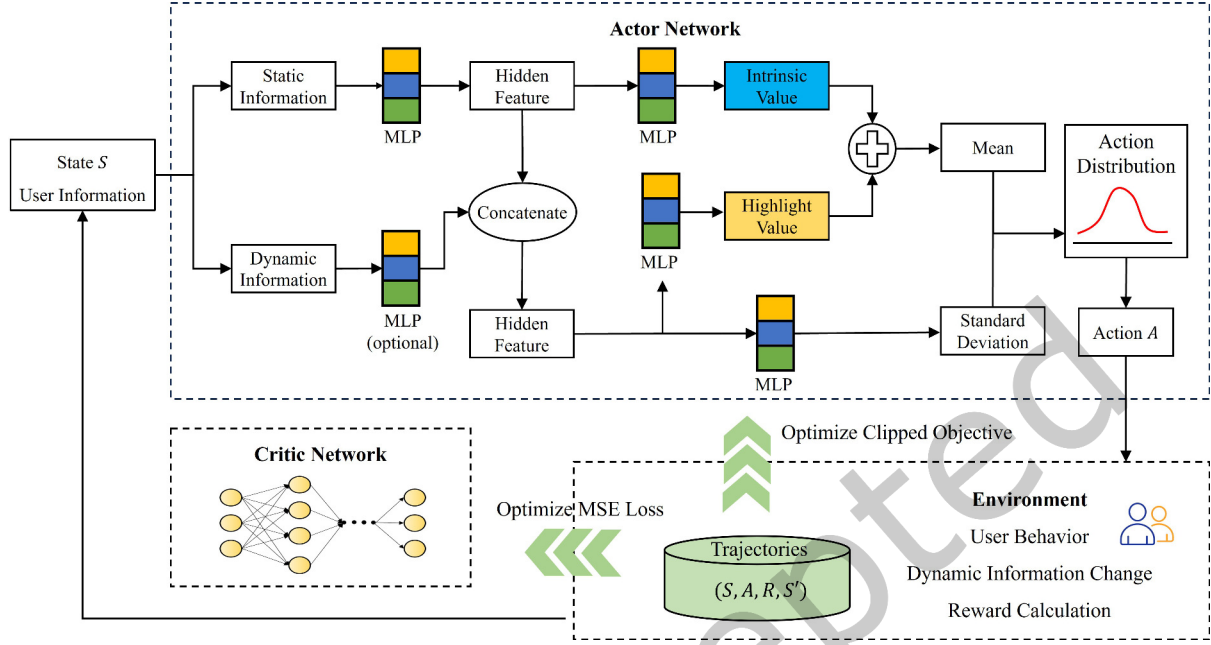 Actor Network
Static
Information
MLP
Hidden
Feature
MLP
Intrinsic
Value
State S
User Information
Mean
Action
Distribution
Concatenate
MLP
Highlight
Value
Dynamic
Information
MLP
(optional)
Hidden
Feature
MLP
Standard
Deviation
Action A
Optimize Clipped Objective
Critic Network
Optimize MSE Loss
Trajectories
(S, A, R, S′)
Environment
User Behavior
Dynamic Information Change
Reward Calculation
pted